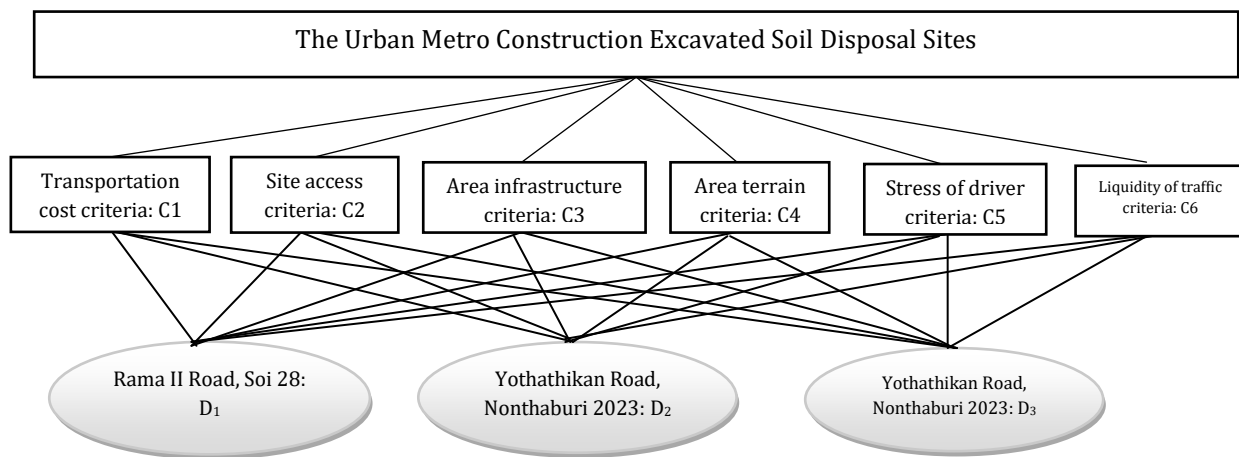 The Urban Metro Construction Excavated Soil Disposal Sites
Transportation
cost criteria: C1
Site access
criteria: C2
Area infrastructure
criteria: C3
Area terrain
criteria: C4
Stress of driver
criteria: C5
Liquidity of traffic
criteria: C6
Rama II Road, Soi 28:
D₁
Yothathikan Road,
Nonthaburi 2023: D₂
Yothathikan Road,
Nonthaburi 2023: D₃